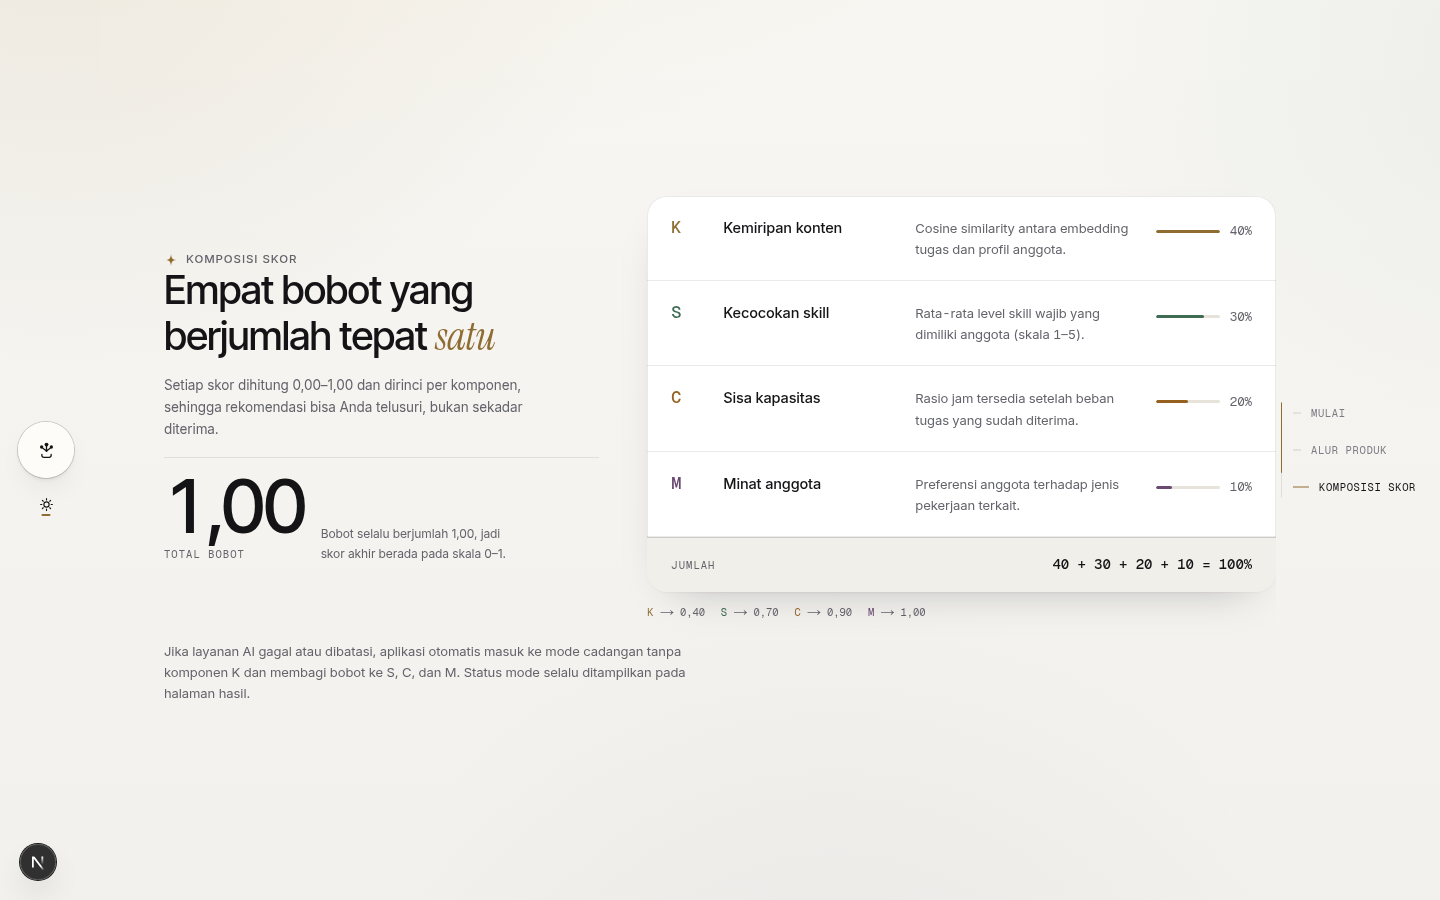 KOMPOSISI SKOR
Empat bobot yang
berjumlah tepat satu
Setiap skor dihitung 0,00–1,00 dan dirinci per komponen,
sehingga rekomendasi bisa Anda telusuri, bukan sekadar
diterima.
1,00
TOTAL BOBOT
Bobot selalu berjumlah 1,00, jadi
skor akhir berada pada skala 0–1.
K
Kemiripan konten
Cosine similarity antara embedding
tugas dan profil anggota.
40%
S
Kecocokan skill
Rata-rata level skill wajib yang
dimiliki anggota (skala 1–5).
30%
C
Sisa kapasitas
Rasio jam tersedia setelah beban
tugas yang sudah diterima.
20%
M
Minat anggota
Preferensi anggota terhadap jenis
pekerjaan terkait.
10%
JUMLAH
40 + 30 + 20 + 10 = 100%
K → 0,40 S → 0,70 C → 0,90 M → 1,00
Jika layanan AI gagal atau dibatasi, aplikasi otomatis masuk ke mode cadangan tanpa
komponen K dan membagi bobot ke S, C, dan M. Status mode selalu ditampilkan pada
halaman hasil.
MULAI
ALUR PRODUK
KOMPOSISI SKOR
N